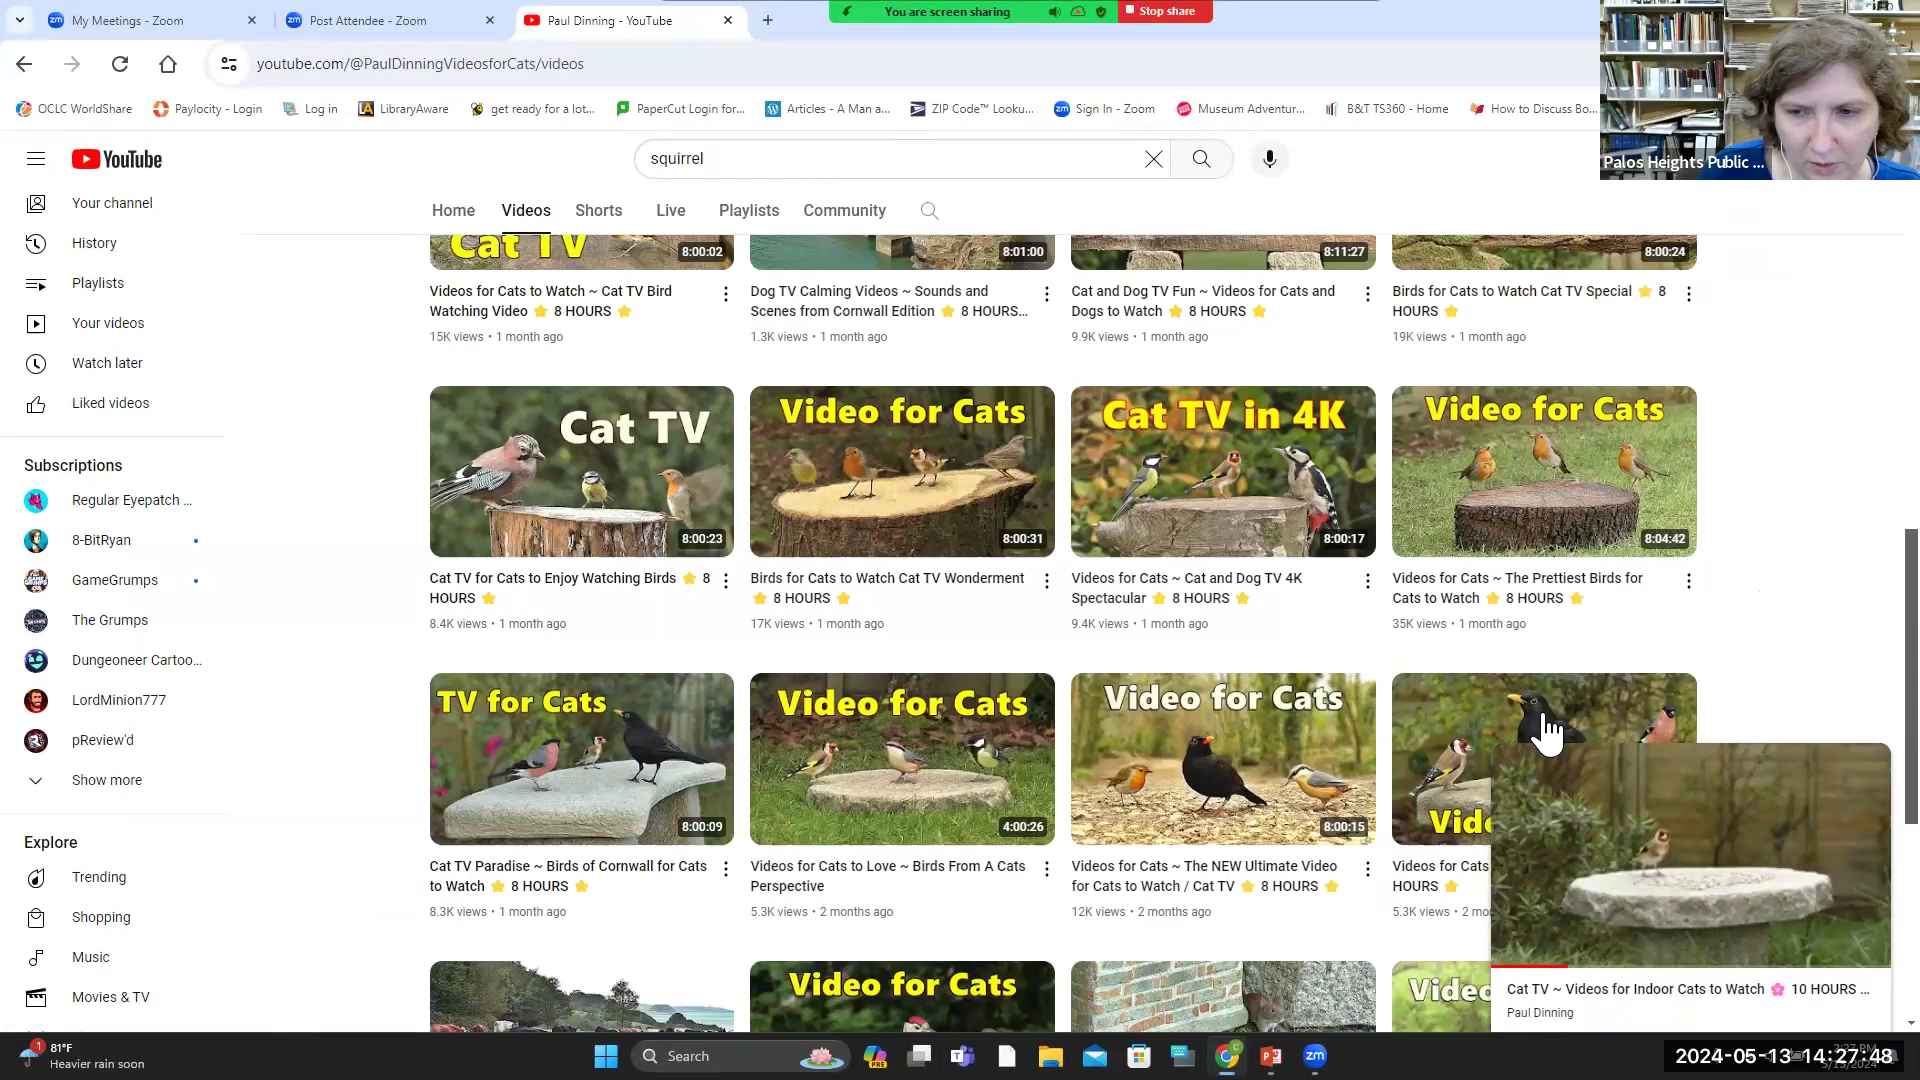 My Meetings - Zoom
Post Attendee - Zoom
Paul Dinning - YouTube
You are screen sharing
Stop share
youtube.com/@PaulDinningVideosforCats/videos
OCLC WorldShare
Paylocity - Login
Log in
LibraryAware
get ready for a lot...
PaperCut Login for...
Articles - A Man a...
ZIP Code™ Looku...
Sign In - Zoom
Museum Adventur...
B&T TS360 - Home
How to Discuss Bo...
Palos Heights Public ...
YouTube
squirrel
Home
Videos
Shorts
Live
Playlists
Community
Your channel
History
Playlists
Your videos
Watch later
Liked videos
Subscriptions
Regular Eyepatch ...
8-BitRyan
GameGrumps
The Grumps
Dungeoneer Cartoo...
LordMinion777
pReview'd
Show more
Explore
Trending
Shopping
Music
Movies & TV
Cat TV
8:00:02
8:01:00
8:11:27
8:00:24
Videos for Cats to Watch ~ Cat TV Bird
Watching Video ⭐ 8 HOURS ⭐
15K views • 1 month ago
Dog TV Calming Videos ~ Sounds and
Scenes from Cornwall Edition ⭐ 8 HOURS...
1.3K views • 1 month ago
Cat and Dog TV Fun ~ Videos for Cats and
Dogs to Watch ⭐ 8 HOURS ⭐
9.9K views • 1 month ago
Birds for Cats to Watch Cat TV Special ⭐ 8
HOURS ⭐
19K views • 1 month ago
Cat TV
8:00:23
Video for Cats
8:00:31
Cat TV in 4K
8:00:17
Video for Cats
8:04:42
Cat TV for Cats to Enjoy Watching Birds ⭐ 8
HOURS ⭐
8.4K views • 1 month ago
Birds for Cats to Watch Cat TV Wonderment
⭐ 8 HOURS ⭐
17K views • 1 month ago
Videos for Cats ~ Cat and Dog TV 4K
Spectacular ⭐ 8 HOURS ⭐
9.4K views • 1 month ago
Videos for Cats ~ The Prettiest Birds for
Cats to Watch ⭐ 8 HOURS ⭐
35K views • 1 month ago
TV for Cats
8:00:09
Video for Cats
4:00:26
Video for Cats
8:00:15
Cat TV Paradise ~ Birds of Cornwall for Cats
to Watch ⭐ 8 HOURS ⭐
8.3K views • 1 month ago
Videos for Cats to Love ~ Birds From A Cats
Perspective
5.3K views • 2 months ago
Videos for Cats ~ The NEW Ultimate Video
for Cats to Watch / Cat TV ⭐ 8 HOURS ⭐
12K views • 2 months ago
Videos for Cats
HOURS ⭐
5.3K views • 2 mo
Cat TV ~ Videos for Indoor Cats to Watch 🌸 10 HOURS ...
Paul Dinning
Video for Cats
1
81°F
Heavier rain soon
Search
2024-05-13 14:27:48